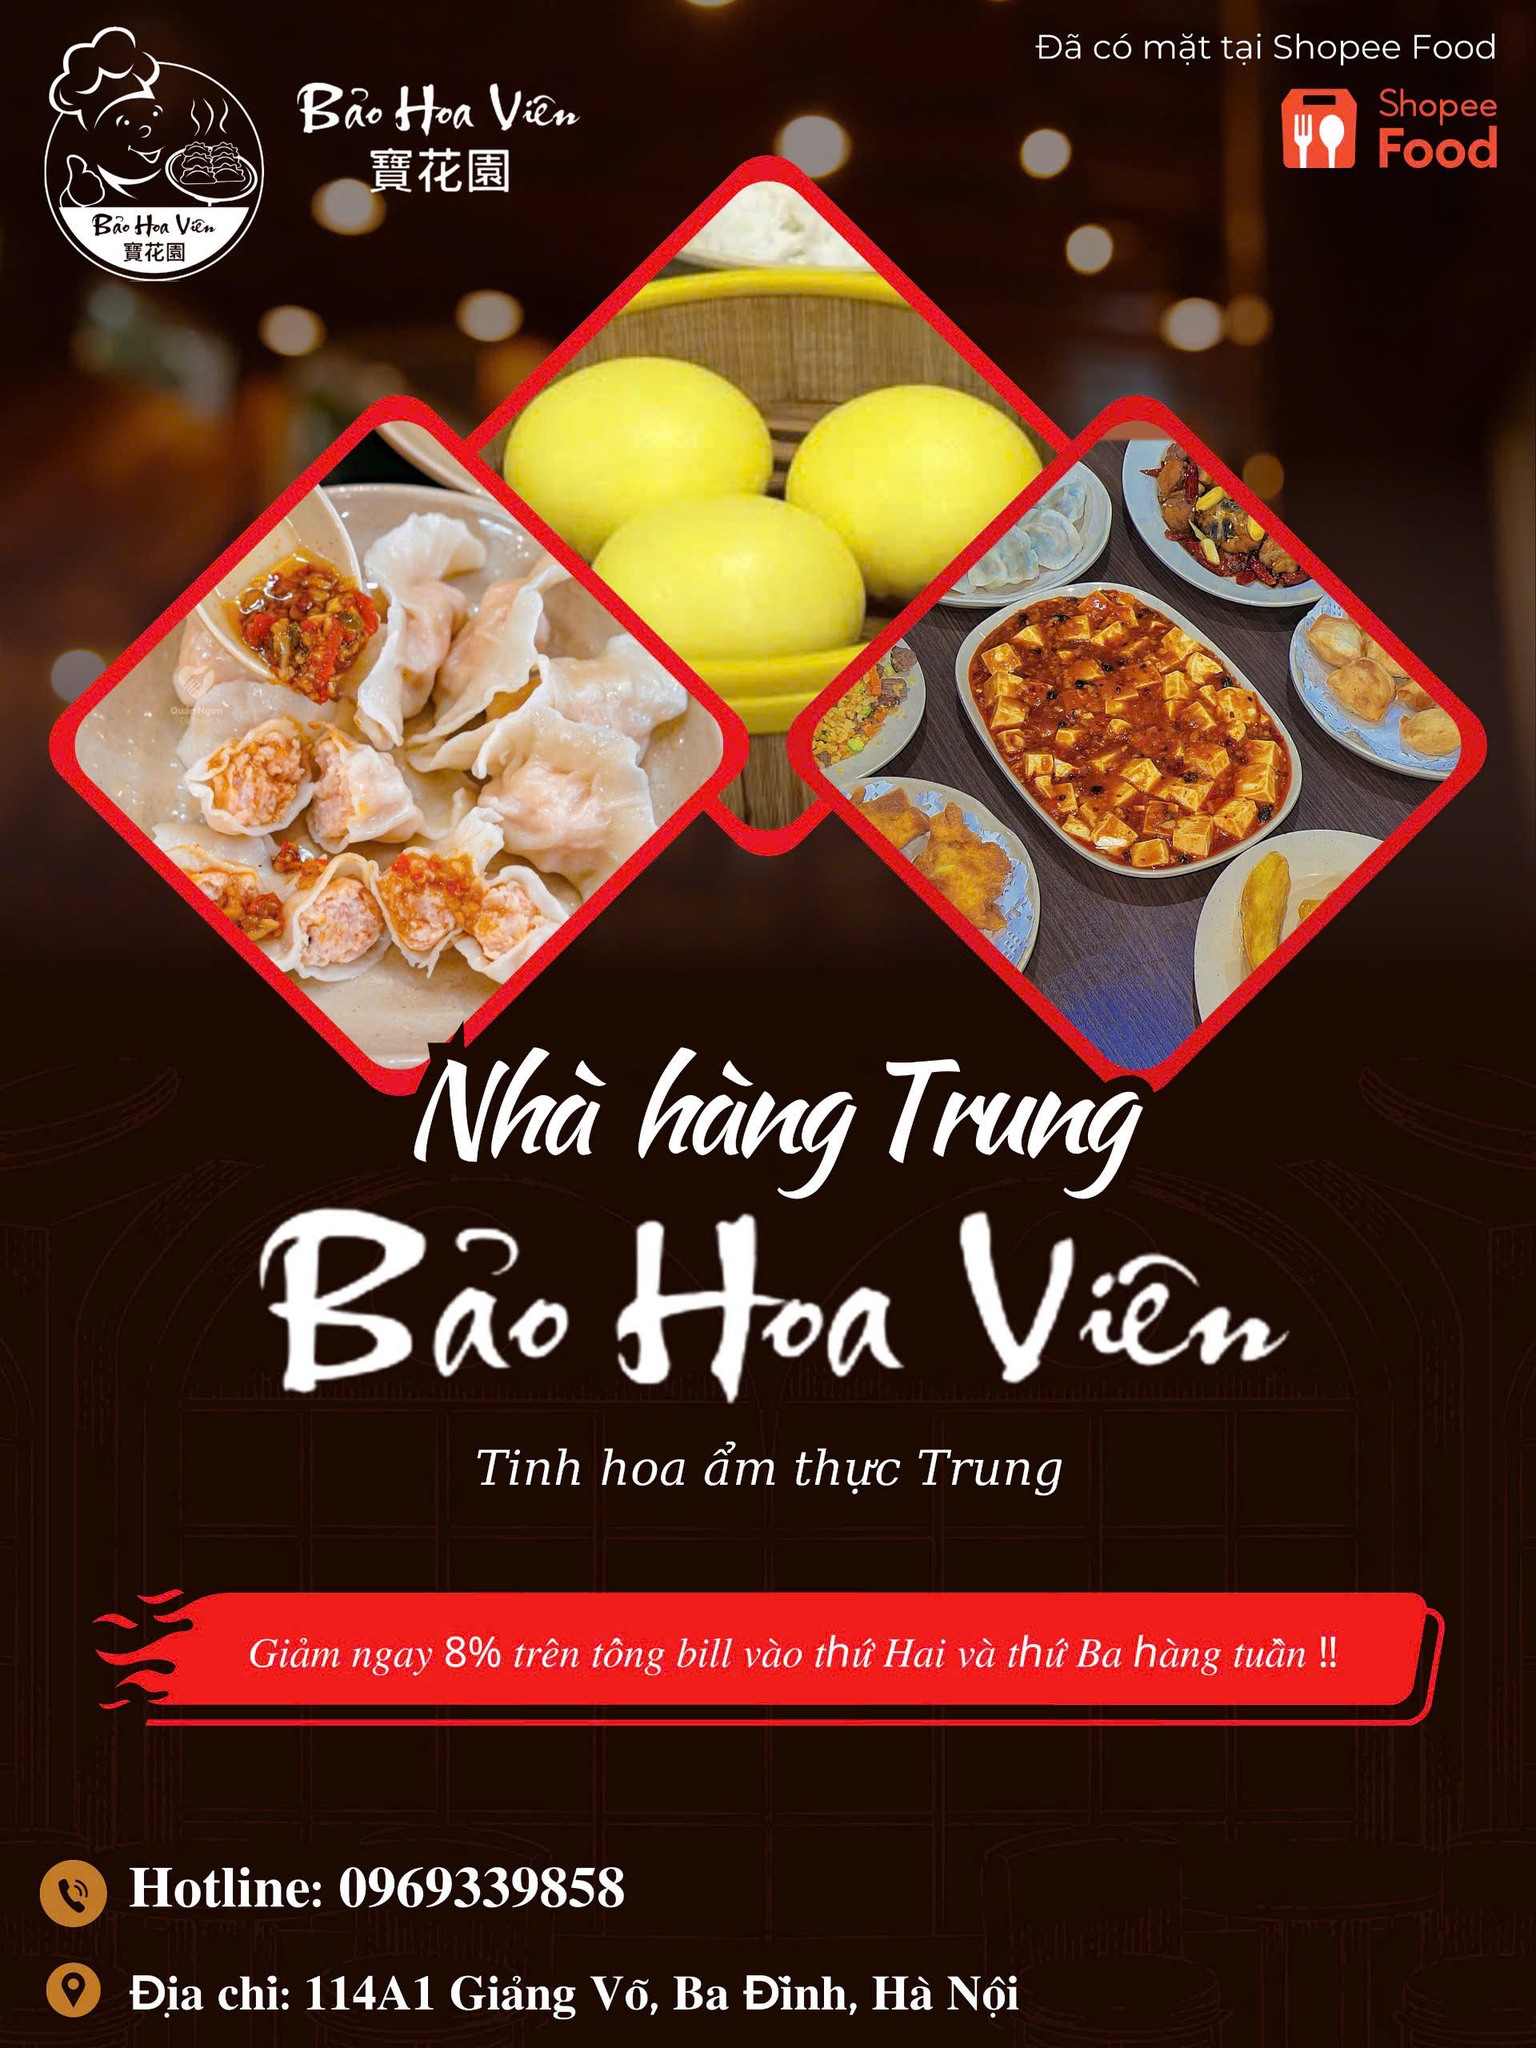 Đã có mặt tại Shopee Food
Shopee
Food
Bảo Hoa Viên
寶花園
Bảo Hoa Viên
寶花園
Quán Ngon
Nhà hàng Trung
Bảo Hoa Viên
Tinh hoa ẩm thực Trung
Giảm ngay 8% trên tổng bill vào thứ Hai và thứ Ba hàng tuần !!
Hotline: 0969339858
Địa chỉ: 114A1 Giảng Võ, Ba Đình, Hà Nội